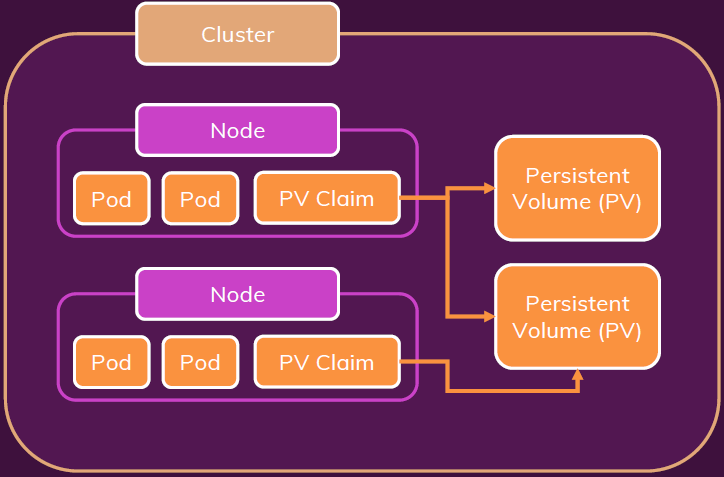 Cluster
Node
Pod
Pod
PV Claim
Persistent
Volume (PV)
Node
Pod
Pod
PV Claim
Persistent
Volume (PV)